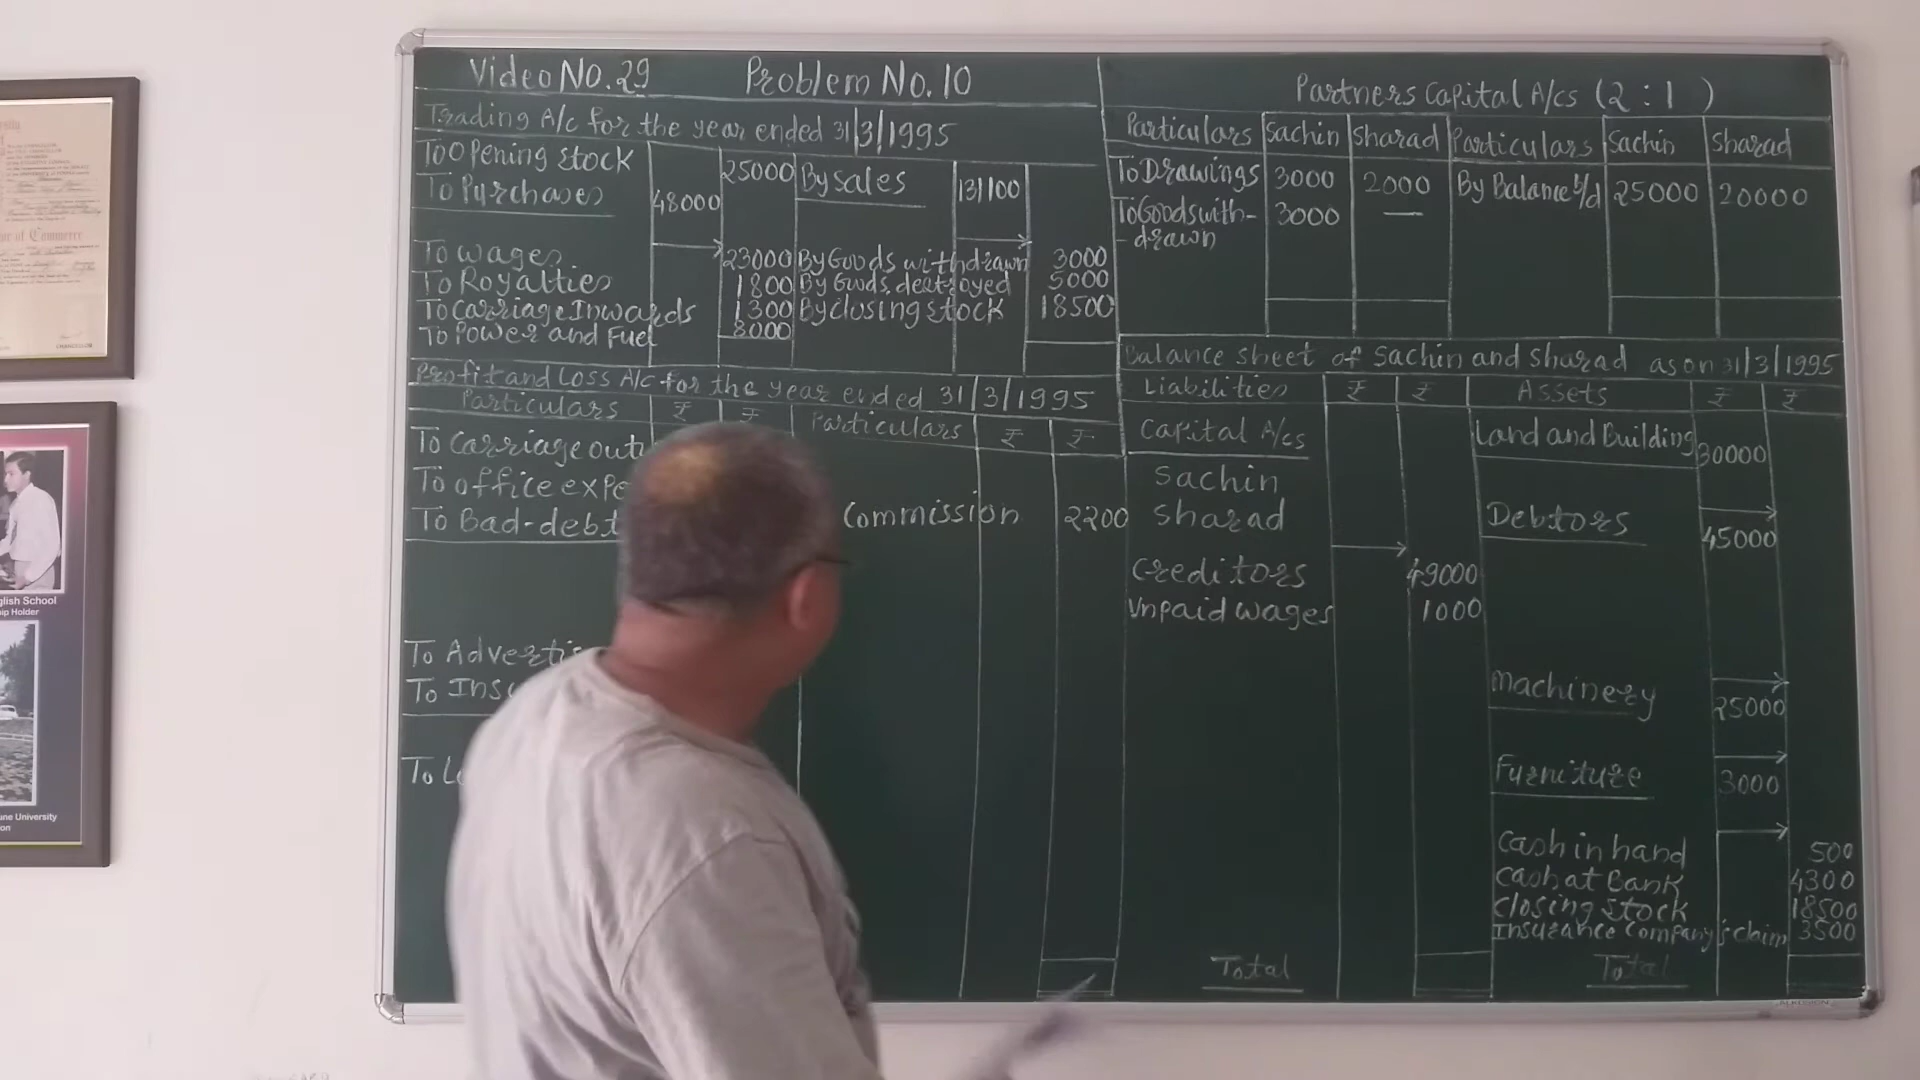 Video No.29 Problem No.10
Trading A/c for the year ended 31/3/1995
To Opening stock 25000 By Sales 131100
To Purchases 48000
To Wages 23000 By Goods withdrawn 3000
To Royalties 1800 By Goods destroyed 5000
To Carriage Inwards 1300 By Closing stock 18500
To Power and Fuel 8000
Profit and Loss A/c for the year ended 31/3/1995
Particulars ₹ ₹ Particulars ₹ ₹
To Carriage out
To office expe
To Bad-debt Commission 2200
To Adverti
To Ins
To L
Partners Capital A/cs (2:1)
Particulars Sachin Sharad Particulars Sachin Sharad
To Drawings 3000 2000 By Balance b/d 25000 20000
To Goods with- 3000 —
-drawn
Balance sheet of Sachin and Sharad as on 31/3/1995
Liabilities ₹ ₹ Assets ₹ ₹
Capital A/cs Land and Building 30000
Sachin
Sharad Debtors 45000
Creditors 49000
Unpaid wages 1000
Machinery 25000
Furniture 3000
Cash in hand 500
Cash at Bank 4300
Closing stock 18500
Insurance Company's claim 3500
Total Total
glish School
ip Holder
une University
on